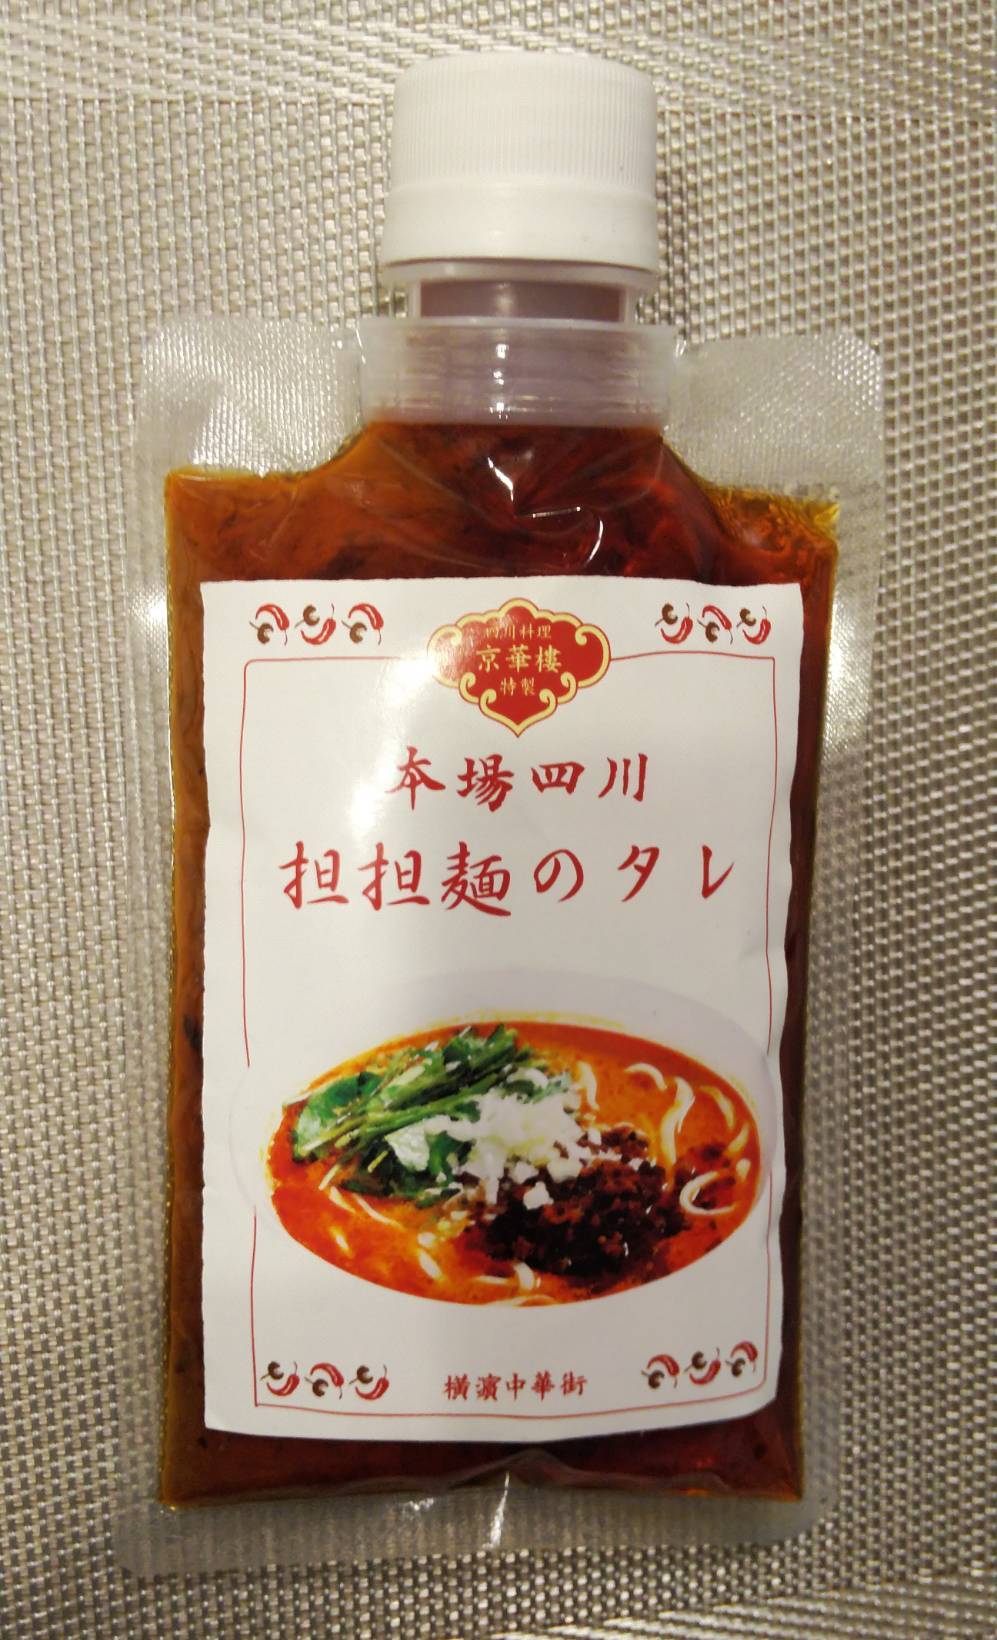 四川料理
京華樓
特製
本場四川
担担麺のタレ
横濱中華街